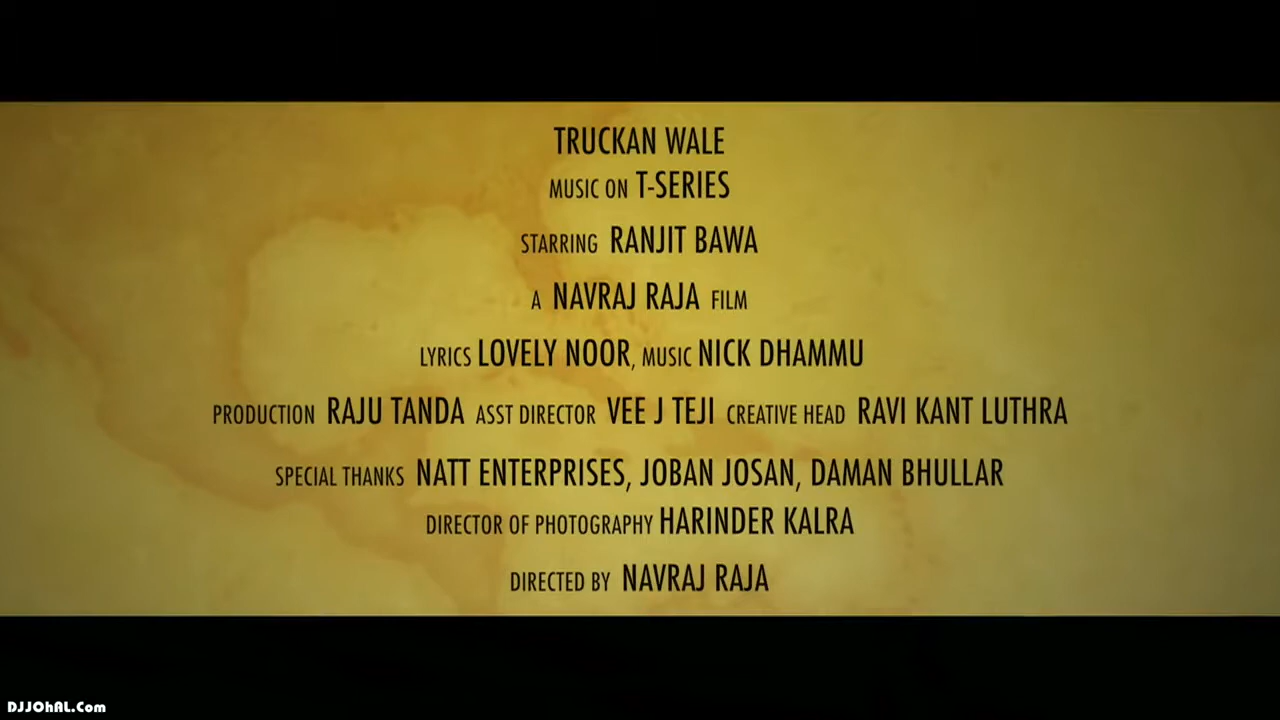 TRUCKAN WALE
MUSIC ON T-SERIES
STARRING RANJIT BAWA
A NAVRAJ RAJA FILM
LYRICS LOVELY NOOR, MUSIC NICK DHAMMU
PRODUCTION RAJU TANDA ASST DIRECTOR VEE J TEJI CREATIVE HEAD RAVI KANT LUTHRA
SPECIAL THANKS NATT ENTERPRISES, JOBAN JOSAN, DAMAN BHULLAR
DIRECTOR OF PHOTOGRAPHY HARINDER KALRA
DIRECTED BY NAVRAJ RAJA
DJJOhAL.Com